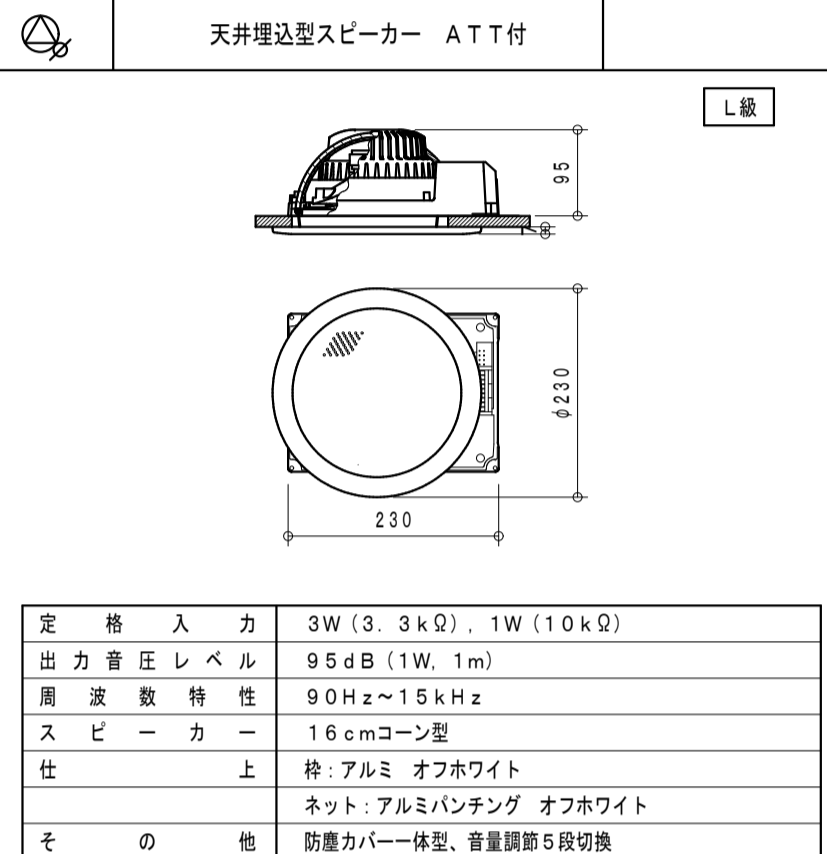 天井埋込型スピーカー　ＡＴＴ付
Ｌ級
95
φ230
230
定格入力　3W（3．3kΩ），1W（10kΩ）
出力音圧レベル　95dB（1W，1m）
周波数特性　90Hz～15kHz
スピーカー　16cmコーン型
仕上　枠：アルミ　オフホワイト
ネット：アルミパンチング　オフホワイト
その他　防塵カバー一体型、音量調節5段切換